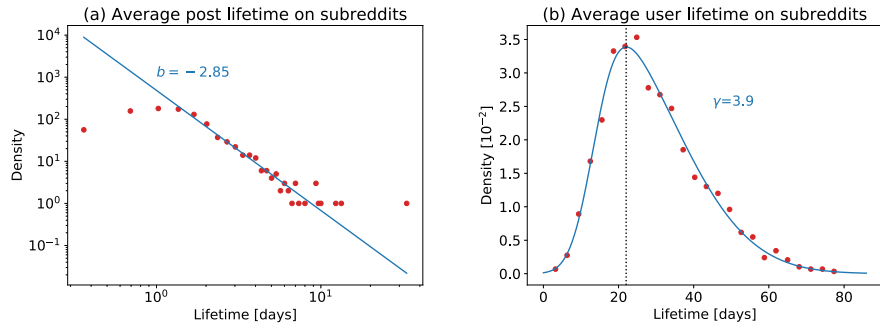 (a) Average post lifetime on subreddits
10^4
10^3
10^2
10^1
10^0
10^-1
Density
b = −2.85
10^0
10^1
Lifetime [days]
(b) Average user lifetime on subreddits
3.5
3.0
2.5
2.0
1.5
1.0
0.5
0.0
Density [10^-2]
γ=3.9
0
20
40
60
80
Lifetime [days]